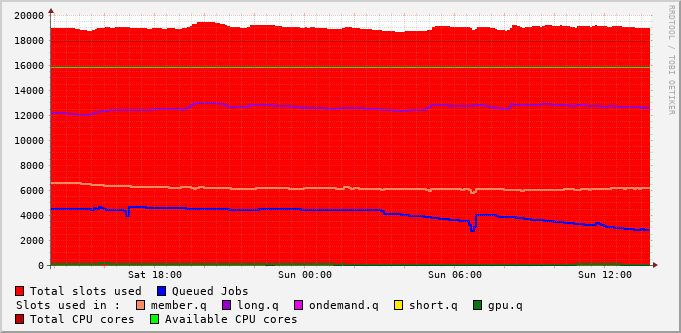 RRDTOOL / TOBI OETIKER
20000
18000
16000
14000
12000
10000
8000
6000
4000
2000
0
Sat 18:00 Sun 00:00 Sun 06:00 Sun 12:00
Total slots used Queued Jobs
Slots used in : member.q long.q ondemand.q short.q gpu.q
Total CPU cores Available CPU cores